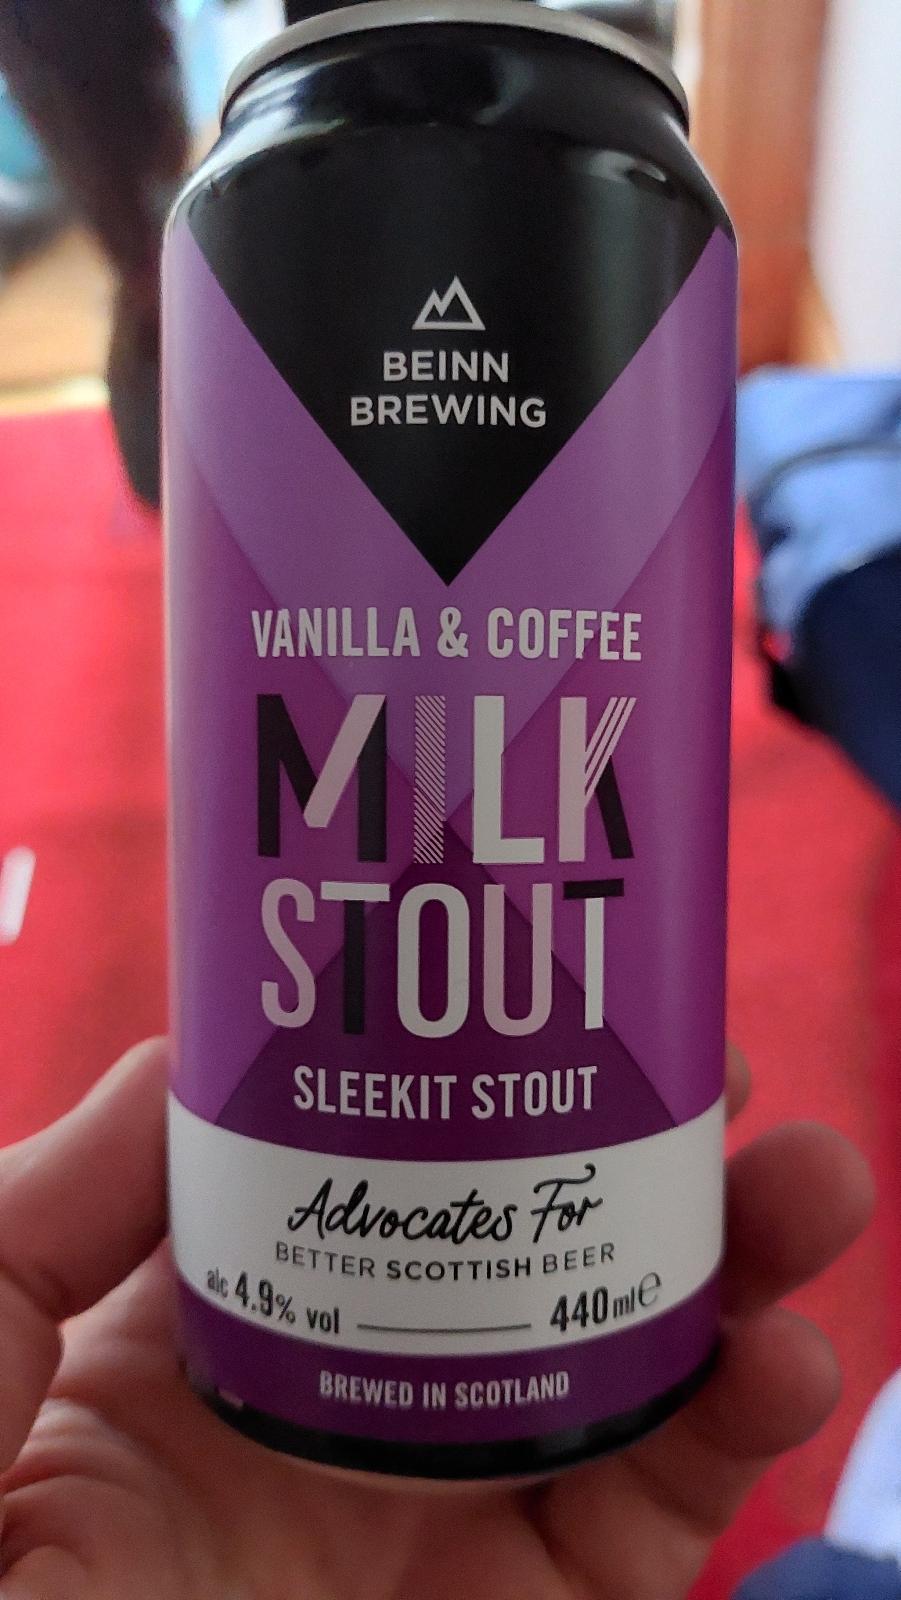 BEINN
BREWING
VANILLA & COFFEE
MILK
STOUT
SLEEKIT STOUT
Advocates For
BETTER SCOTTISH BEER
alc 4.9% vol 440ml℮
BREWED IN SCOTLAND